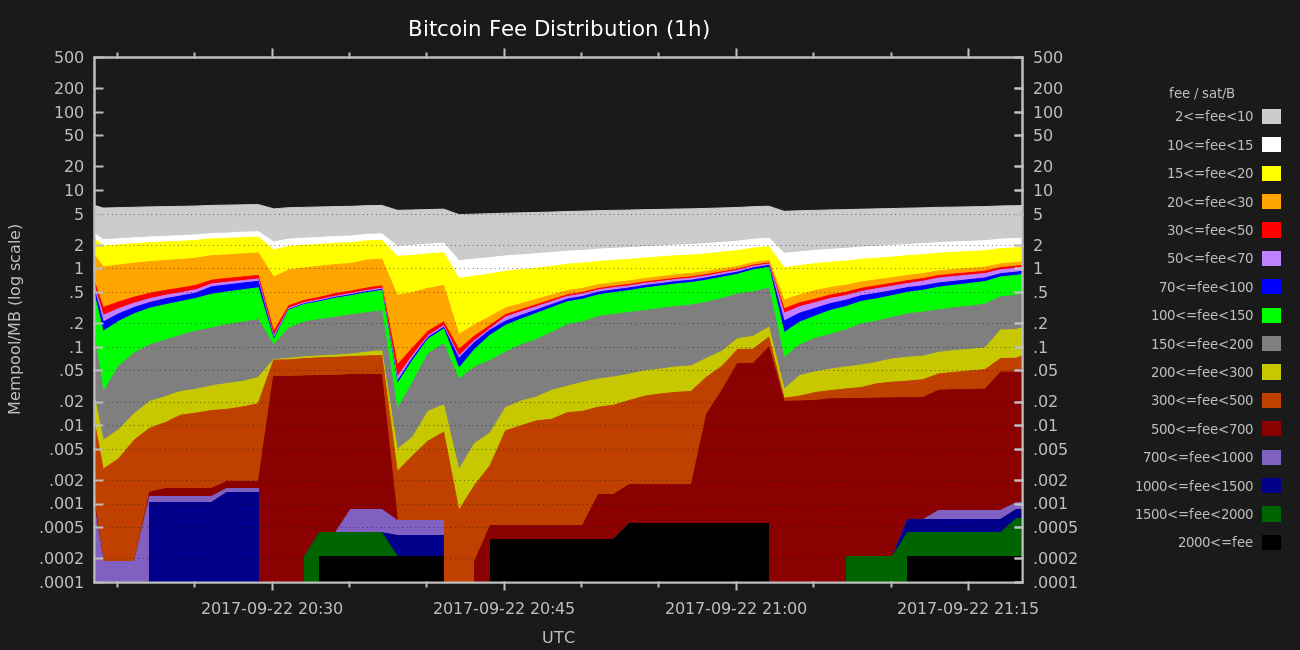 Bitcoin Fee Distribution (1h)
Mempool/MB (log scale)
500
200
100
50
20
10
5
2
1
.5
.2
.1
.05
.02
.01
.005
.002
.001
.0005
.0002
.0001
500
200
100
50
20
10
5
2
1
.5
.2
.1
.05
.02
.01
.005
.002
.001
.0005
.0002
.0001
2017-09-22 20:30 2017-09-22 20:45 2017-09-22 21:00 2017-09-22 21:15
UTC
fee / sat/B
2<=fee<10
10<=fee<15
15<=fee<20
20<=fee<30
30<=fee<50
50<=fee<70
70<=fee<100
100<=fee<150
150<=fee<200
200<=fee<300
300<=fee<500
500<=fee<700
700<=fee<1000
1000<=fee<1500
1500<=fee<2000
2000<=fee